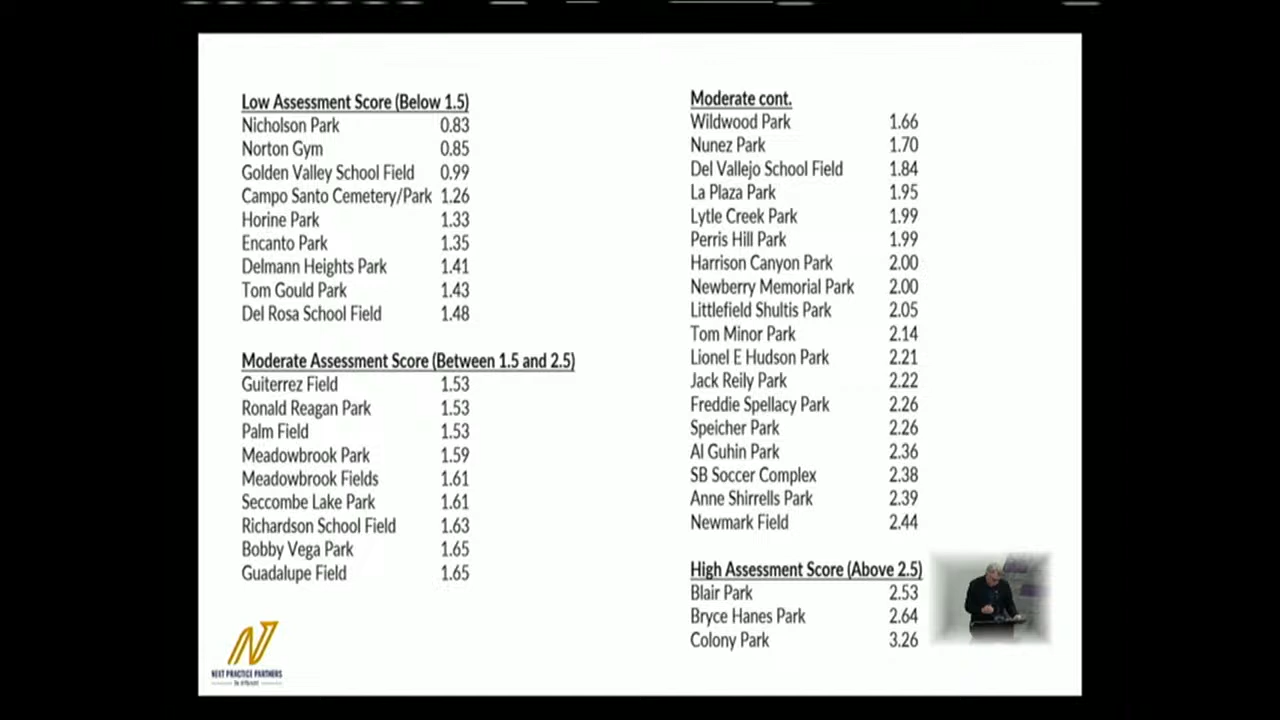 Low Assessment Score (Below 1.5)
Nicholson Park 0.83
Norton Gym 0.85
Golden Valley School Field 0.99
Campo Santo Cemetery/Park 1.26
Horine Park 1.33
Encanto Park 1.35
Delmann Heights Park 1.41
Tom Gould Park 1.43
Del Rosa School Field 1.48
Moderate Assessment Score (Between 1.5 and 2.5)
Guiterrez Field 1.53
Ronald Reagan Park 1.53
Palm Field 1.53
Meadowbrook Park 1.59
Meadowbrook Fields 1.61
Seccombe Lake Park 1.61
Richardson School Field 1.63
Bobby Vega Park 1.65
Guadalupe Field 1.65
Moderate cont.
Wildwood Park 1.66
Nunez Park 1.70
Del Vallejo School Field 1.84
La Plaza Park 1.95
Lytle Creek Park 1.99
Perris Hill Park 1.99
Harrison Canyon Park 2.00
Newberry Memorial Park 2.00
Littlefield Shultis Park 2.05
Tom Minor Park 2.14
Lionel E Hudson Park 2.21
Jack Reily Park 2.22
Freddie Spellacy Park 2.26
Speicher Park 2.26
Al Guhin Park 2.36
SB Soccer Complex 2.38
Anne Shirrells Park 2.39
Newmark Field 2.44
High Assessment Score (Above 2.5)
Blair Park 2.53
Bryce Hanes Park 2.64
Colony Park 3.26
N
NEXT PRACTICE PARTNERS